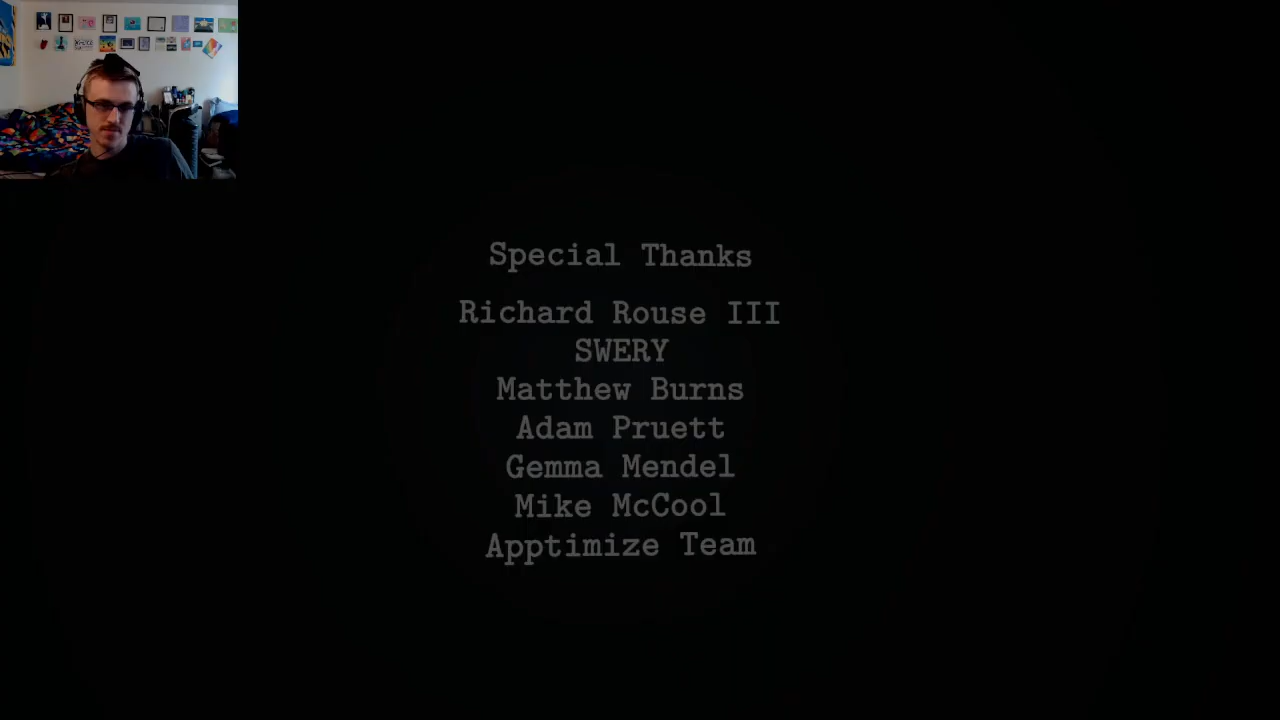 Special Thanks
Richard Rouse III
SWERY
Matthew Burns
Adam Pruett
Gemma Mendel
Mike McCool
Apptimize Team